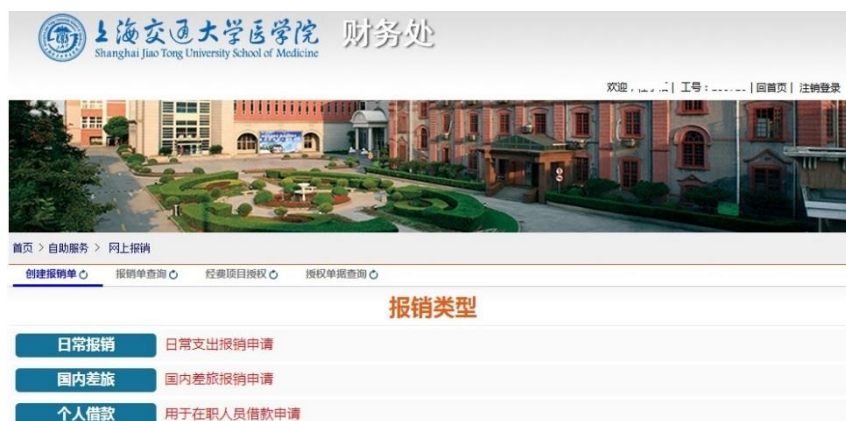 上海交通大学医学院 财务处
Shanghai Jiao Tong University School of Medicine
欢迎, | 工号: | 回首页 | 注销登录
首页 > 自助服务 > 网上报销
创建报销单 报销单查询 经费项目授权 授权单据查询
报销类型
日常报销 日常支出报销申请
国内差旅 国内差旅报销申请
个人借款 用于在职人员借款申请